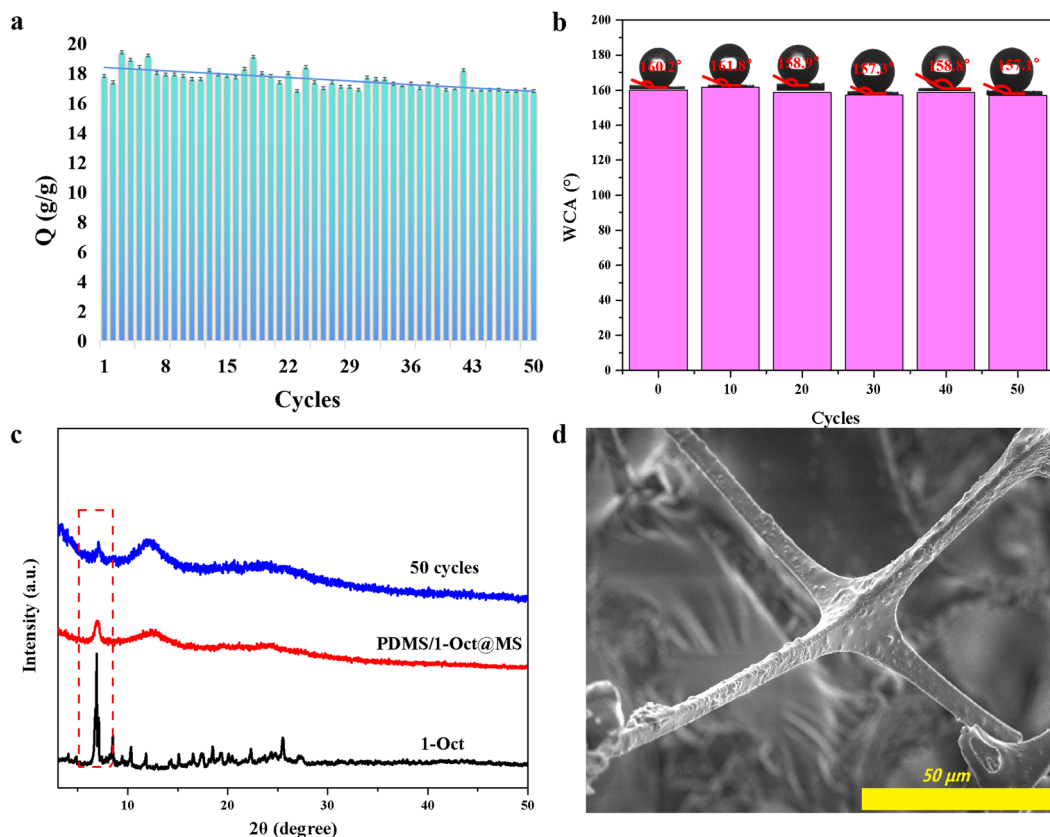 a
20
18
16
14
12
10
8
6
4
2
0
Q (g/g)
1 8 15 22 29 36 43 50
Cycles
b
200
180
160
140
120
100
80
60
40
20
0
WCA (°)
160.2° 161.8° 158.9° 157.3° 158.8° 157.1°
0 10 20 30 40 50
Cycles
c
Intensity (a.u.)
50 cycles
PDMS/1-Oct@MS
1-Oct
10 20 30 40 50
2θ (degree)
d
50 μm